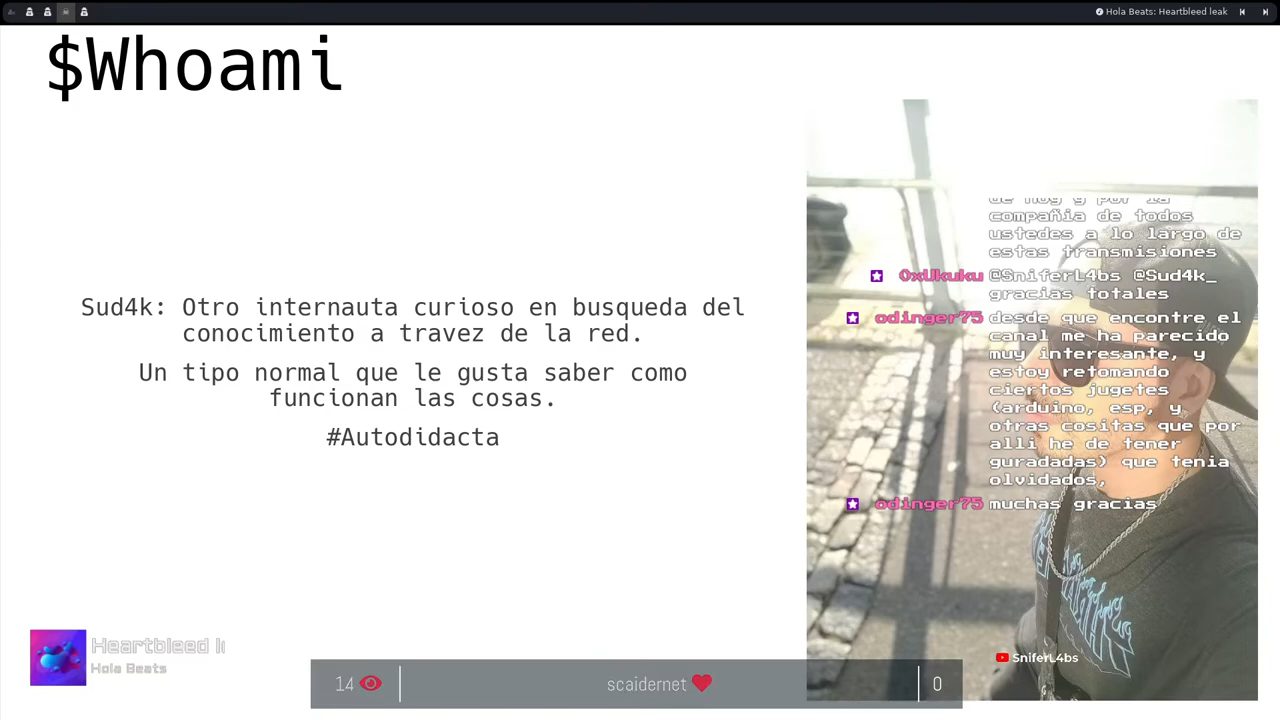 Hola Beats: Heartbleed leak
$Whoami
Sud4k: Otro internauta curioso en busqueda del
conocimiento a travez de la red.
Un tipo normal que le gusta saber como
funcionan las cosas.
#Autodidacta
de hoy y por la
compañia de todos
ustedes a lo largo de
estas transmisiones
0xUkuku @SniferL4bs @Sud4k_
gracias totales
odinger75 desde que encontre el
canal me ha parecido
muy interesante, y
estoy retomando
ciertos jugetes
(arduino, esp, y
otras cositas que por
alli he de tener
guradadas) que tenia
olvidados,
odinger75 muchas gracias
SniferL4bs
Heartbleed
Hola Beats
14
scaidernet
0